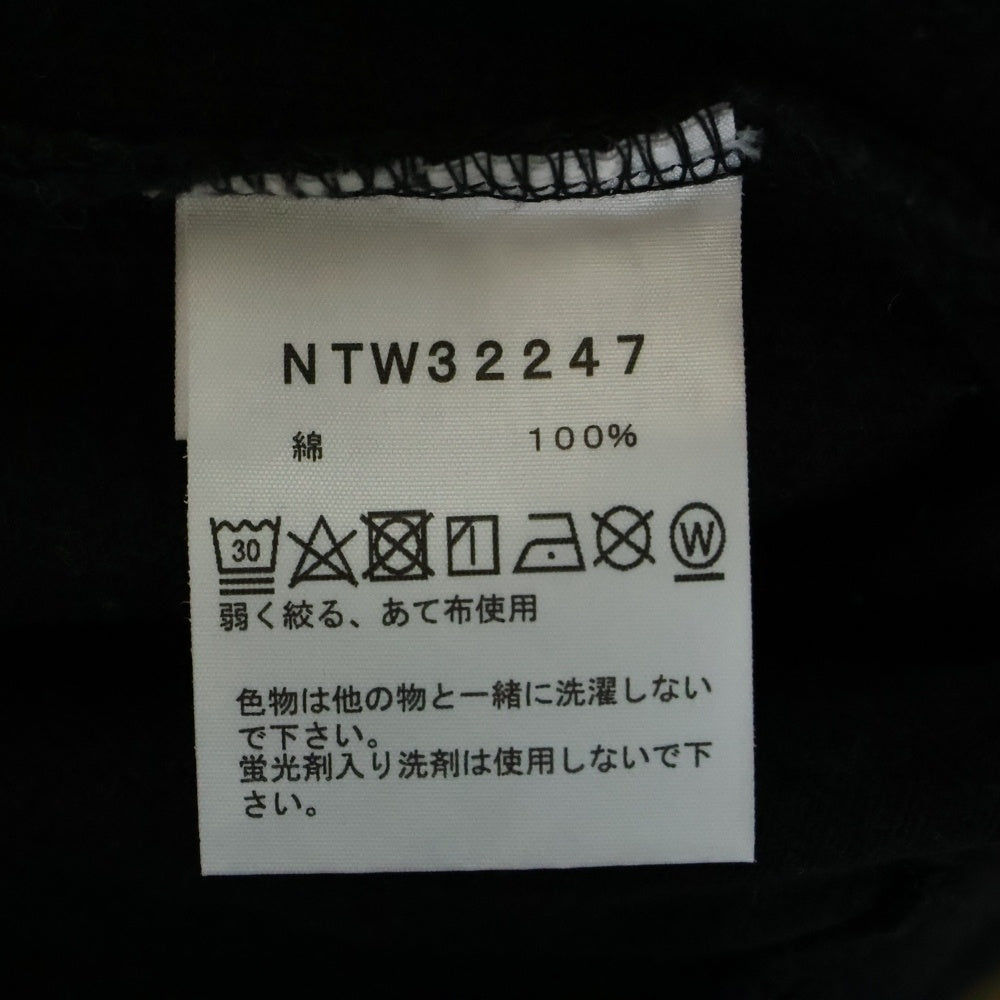 NTW32247
綿 100%
30 W
弱く絞る、あて布使用
色物は他の物と一緒に洗濯しない
で下さい。
蛍光剤入り洗剤は使用しないで下
さい。